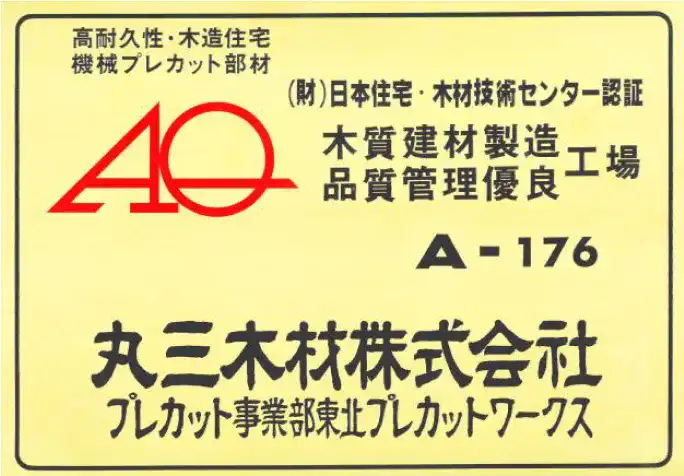 高耐久性・木造住宅
機械プレカット部材
AQ
(財)日本住宅・木材技術センター認証
木質建材製造
品質管理優良
工場
A-176
丸三木材株式会社
プレカット事業部東北プレカットワークス